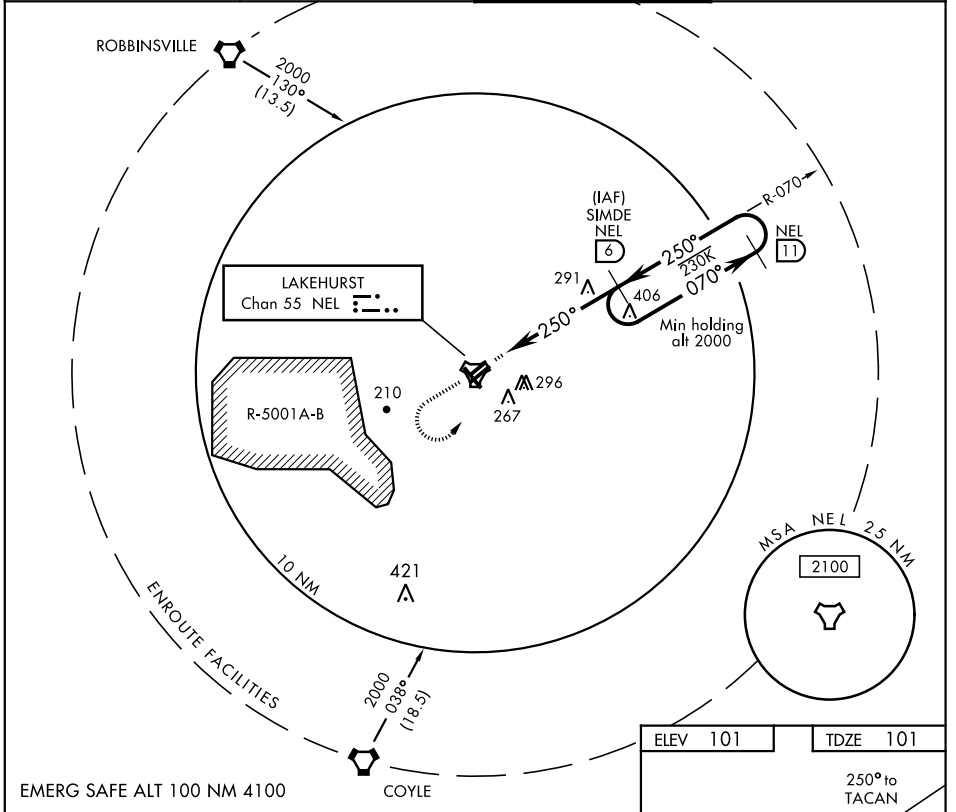 ROBBINSVILLE
2000
130°
(13.5)
R-070
(IAF)
SIMDE
NEL
6
NEL
11
250°
230K
070°
291
406
250°
Min holding
alt 2000
LAKEHURST
Chan 55 NEL
R-5001A-B
210
296
267
MSA NEL 25 NM
2100
10 NM
421
ENROUTE FACILITIES
2000
038°
(18.5)
ELEV 101
TDZE 101
EMERG SAFE ALT 100 NM 4100
COYLE
250° to
TACAN